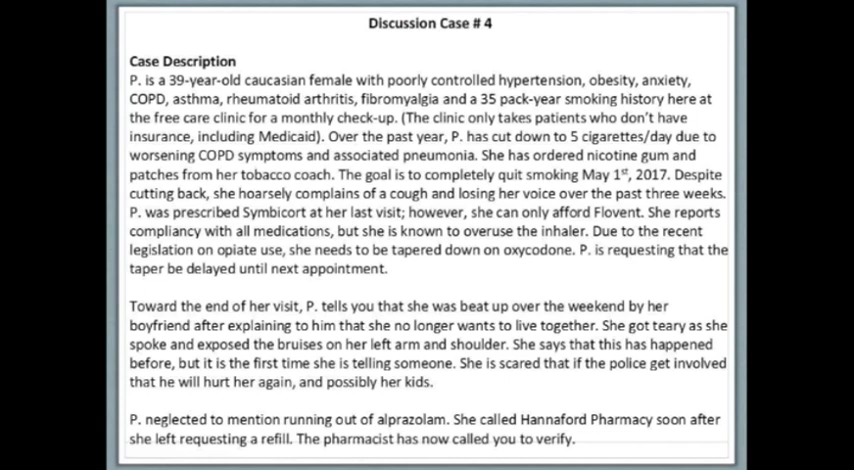 Discussion Case # 4
Case Description
P. is a 39-year-old caucasian female with poorly controlled hypertension, obesity, anxiety,
COPD, asthma, rheumatoid arthritis, fibromyalgia and a 35 pack-year smoking history here at
the free care clinic for a monthly check-up. (The clinic only takes patients who don't have
insurance, including Medicaid). Over the past year, P. has cut down to 5 cigarettes/day due to
worsening COPD symptoms and associated pneumonia. She has ordered nicotine gum and
patches from her tobacco coach. The goal is to completely quit smoking May 1st, 2017. Despite
cutting back, she hoarsely complains of a cough and losing her voice over the past three weeks.
P. was prescribed Symbicort at her last visit; however, she can only afford Flovent. She reports
compliancy with all medications, but she is known to overuse the inhaler. Due to the recent
legislation on opiate use, she needs to be tapered down on oxycodone. P. is requesting that the
taper be delayed until next appointment.
Toward the end of her visit, P. tells you that she was beat up over the weekend by her
boyfriend after explaining to him that she no longer wants to live together. She got teary as she
spoke and exposed the bruises on her left arm and shoulder. She says that this has happened
before, but it is the first time she is telling someone. She is scared that if the police get involved
that he will hurt her again, and possibly her kids.
P. neglected to mention running out of alprazolam. She called Hannaford Pharmacy soon after
she left requesting a refill. The pharmacist has now called you to verify.